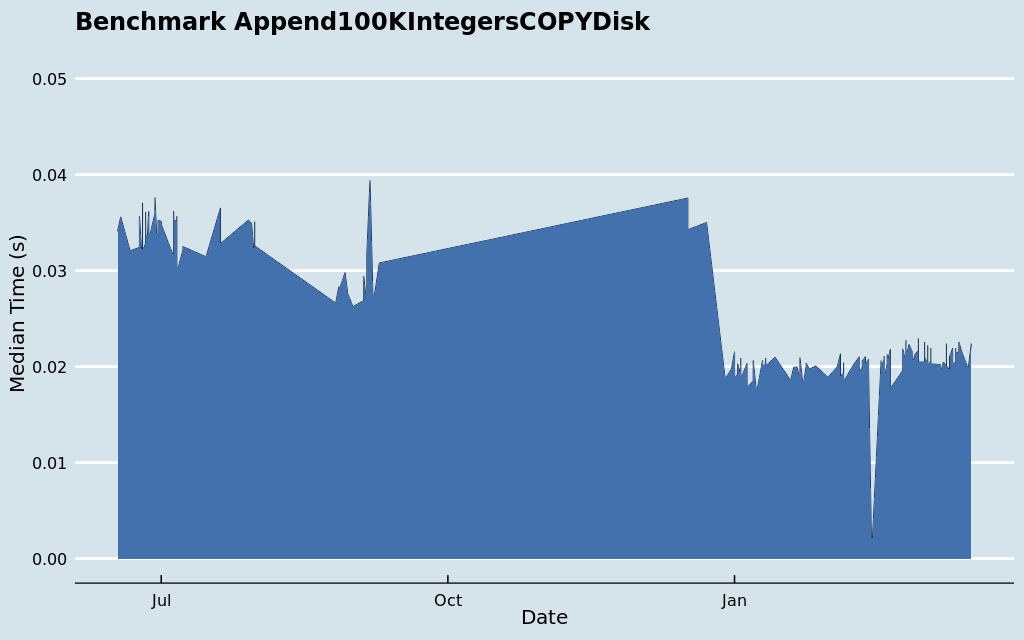 Benchmark Append100KIntegersCOPYDisk
0.05
0.04
0.03
0.02
0.01
0.00
Median Time (s)
Jul
Oct
Jan
Date